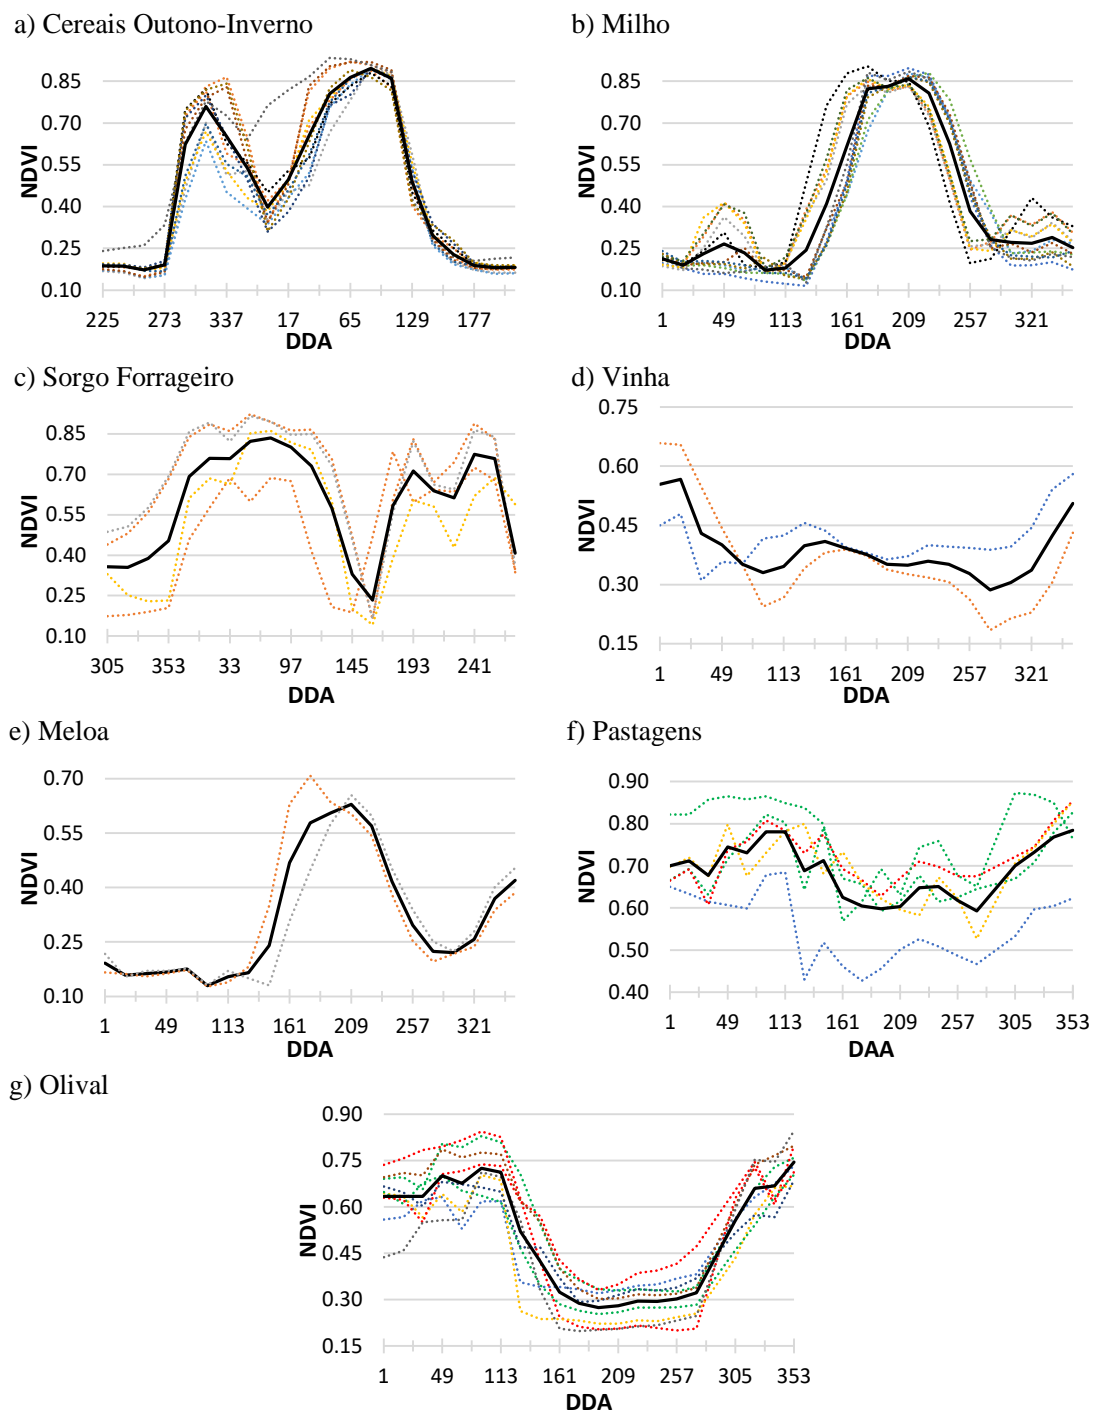 a) Cereais Outono-Inverno
NDVI
0.85
0.70
0.55
0.40
0.25
0.10
225 273 337 17 65 129 177
DDA
b) Milho
NDVI
0.85
0.70
0.55
0.40
0.25
0.10
1 49 113 161 209 257 321
DDA
c) Sorgo Forrageiro
NDVI
0.85
0.70
0.55
0.40
0.25
0.10
305 353 33 97 145 193 241
DDA
d) Vinha
NDVI
0.75
0.60
0.45
0.30
0.15
1 49 113 161 209 257 321
DDA
e) Meloa
NDVI
0.70
0.55
0.40
0.25
0.10
1 49 113 161 209 257 321
DDA
f) Pastagens
NDVI
0.90
0.80
0.70
0.60
0.50
0.40
1 49 113 161 209 257 305 353
DAA
g) Olival
NDVI
0.90
0.75
0.60
0.45
0.30
0.15
1 49 113 161 209 257 305 353
DDA